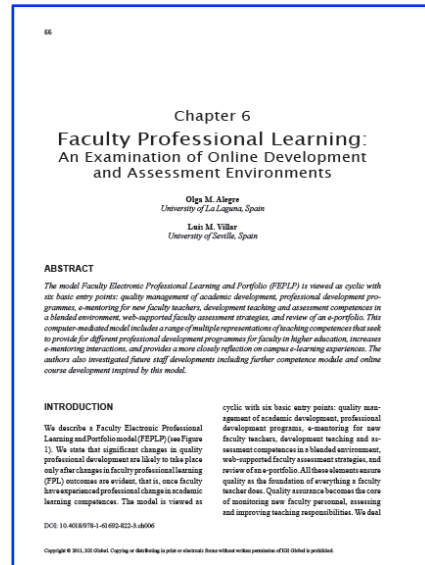 66
Chapter 6
Faculty Professional Learning:
An Examination of Online Development
and Assessment Environments
Olga M. Alegre
University of La Laguna, Spain
Luis M. Villar
University of Seville, Spain
ABSTRACT
The model Faculty Electronic Professional Learning and Portfolio (FEPLP) is viewed as cyclic with
six basic entry points: quality management of academic development, professional development pro-
grammes, e-mentoring for new faculty teachers, development teaching and assessment competences in
a blended environment, web-supported faculty assessment strategies, and review of an e-portfolio. This
computer-mediated model includes a range of multiple representations of teaching competences that seek
to provide for different professional development programmes for faculty in higher education, increases
e-mentoring interactions, and provides a more closely reflection on campus e-learning experiences. The
authors also investigated future staff developments including further competence module and online
course development inspired by this model.
INTRODUCTION
We describe a Faculty Electronic Professional
Learning and Portfolio model (FEPLP) (see Figure
1). We state that significant changes in quality
professional development are likely to take place
only after changes in faculty professional learning
(FPL) outcomes are evident, that is, once faculty
have experienced professional change in academic
learning competences. The model is viewed as
DOI: 10.4018/978-1-61692-822-3.ch006
cyclic with six basic entry points: quality man-
agement of academic development, professional
development programs, e-mentoring for new
faculty teachers, development teaching and as-
sessment competences in a blended environment,
web-supported faculty assessment strategies, and
review of an e-portfolio. All these elements ensure
quality as the foundation of everything a faculty
teacher does. Quality assurance becomes the core
of monitoring new faculty personnel, assessing
and improving teaching responsibilities. We deal
Copyright © 2011, IGI Global. Copying or distributing in print or electronic forms without written permission of IGI Global is prohibited.